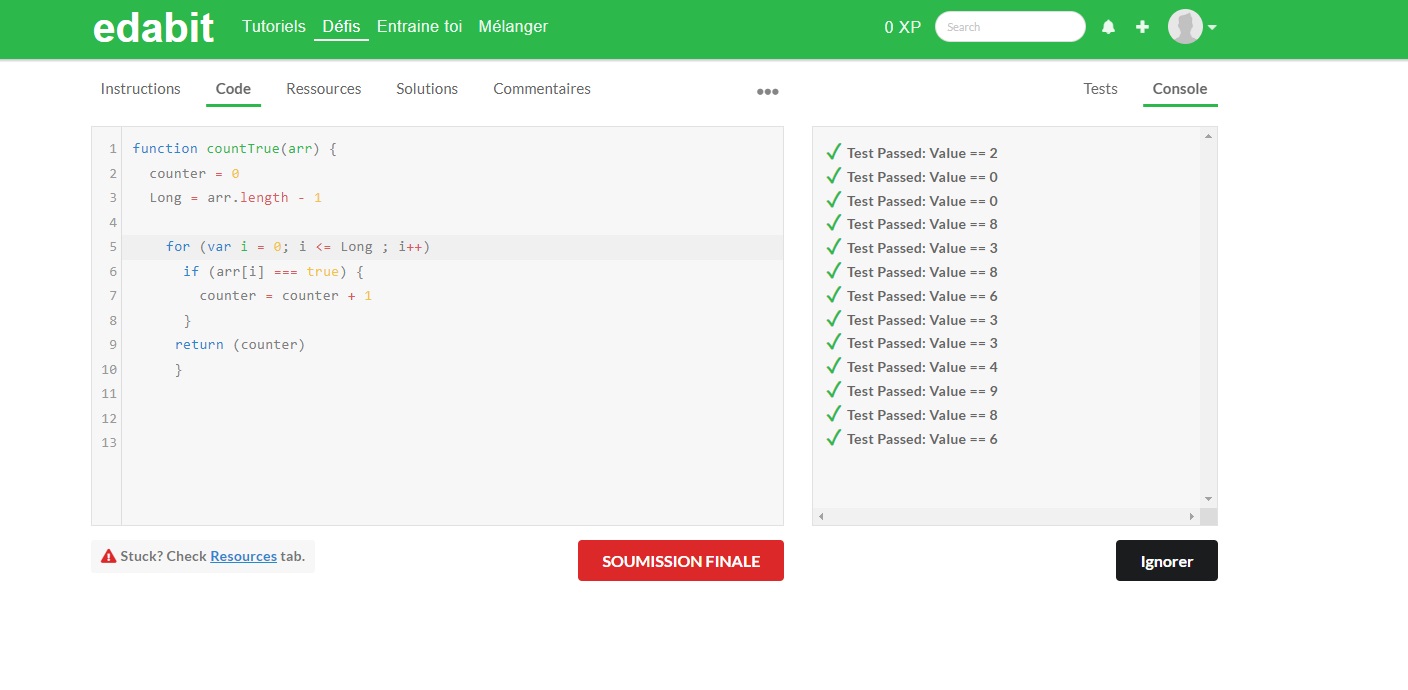 edabit Tutoriels Défis Entraine toi Mélanger 0 XP Search
Instructions Code Ressources Solutions Commentaires ••• Tests Console
1 function countTrue(arr) {
2 counter = 0
3 Long = arr.length - 1
4
5 for (var i = 0; i <= Long ; i++)
6 if (arr[i] === true) {
7 counter = counter + 1
8 }
9 return (counter)
10 }
11
12
13
✓ Test Passed: Value == 2
✓ Test Passed: Value == 0
✓ Test Passed: Value == 0
✓ Test Passed: Value == 8
✓ Test Passed: Value == 3
✓ Test Passed: Value == 8
✓ Test Passed: Value == 6
✓ Test Passed: Value == 3
✓ Test Passed: Value == 3
✓ Test Passed: Value == 4
✓ Test Passed: Value == 9
✓ Test Passed: Value == 8
✓ Test Passed: Value == 6
Stuck? Check Resources tab. SOUMISSION FINALE Ignorer